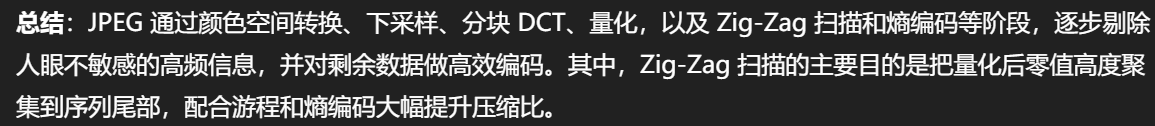 总结：JPEG 通过颜色空间转换、下采样、分块 DCT、量化，以及 Zig-Zag 扫描和熵编码等阶段，逐步剔除
人眼不敏感的高频信息，并对剩余数据做高效编码。其中，Zig-Zag 扫描的主要目的是把量化后零值高度聚
集到序列尾部，配合游程和熵编码大幅提升压缩比。